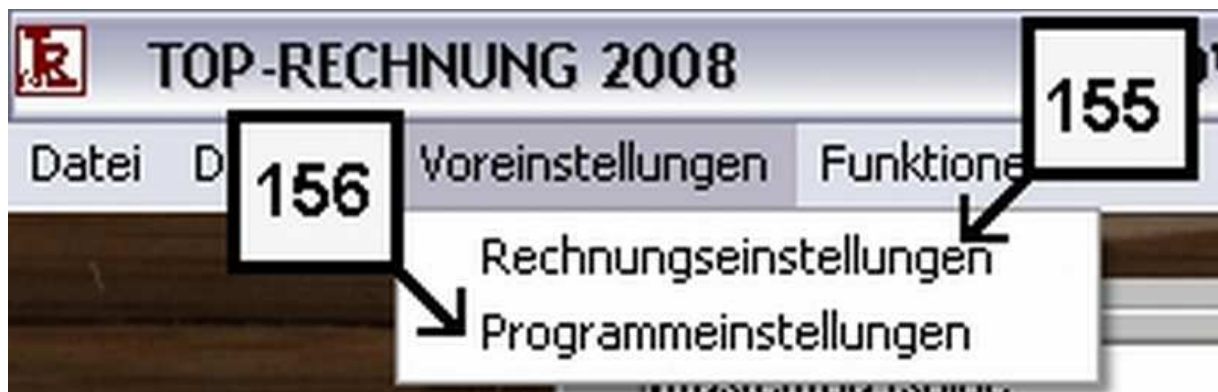 TOP-RECHNUNG 2008
155
Datei
156
Voreinstellungen
Rechnungseinstellungen
Programmeinstellungen